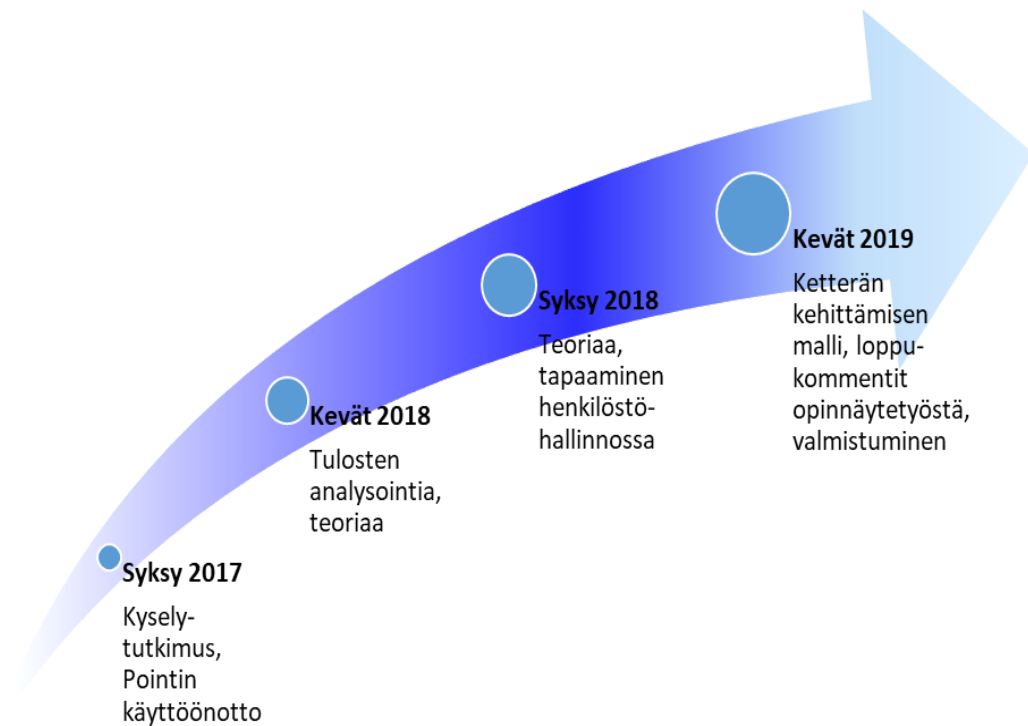 Syksy 2017
Kysely-
tutkimus,
Pointin
käyttöönotto
Kevät 2018
Tulosten
analysointia,
teoriaa
Syksy 2018
Teoriaa,
tapaaminen
henkilöstö-
hallinnossa
Kevät 2019
Ketterän
kehittämisen
malli, loppu-
kommentit
opinnäytetyöstä,
valmistuminen